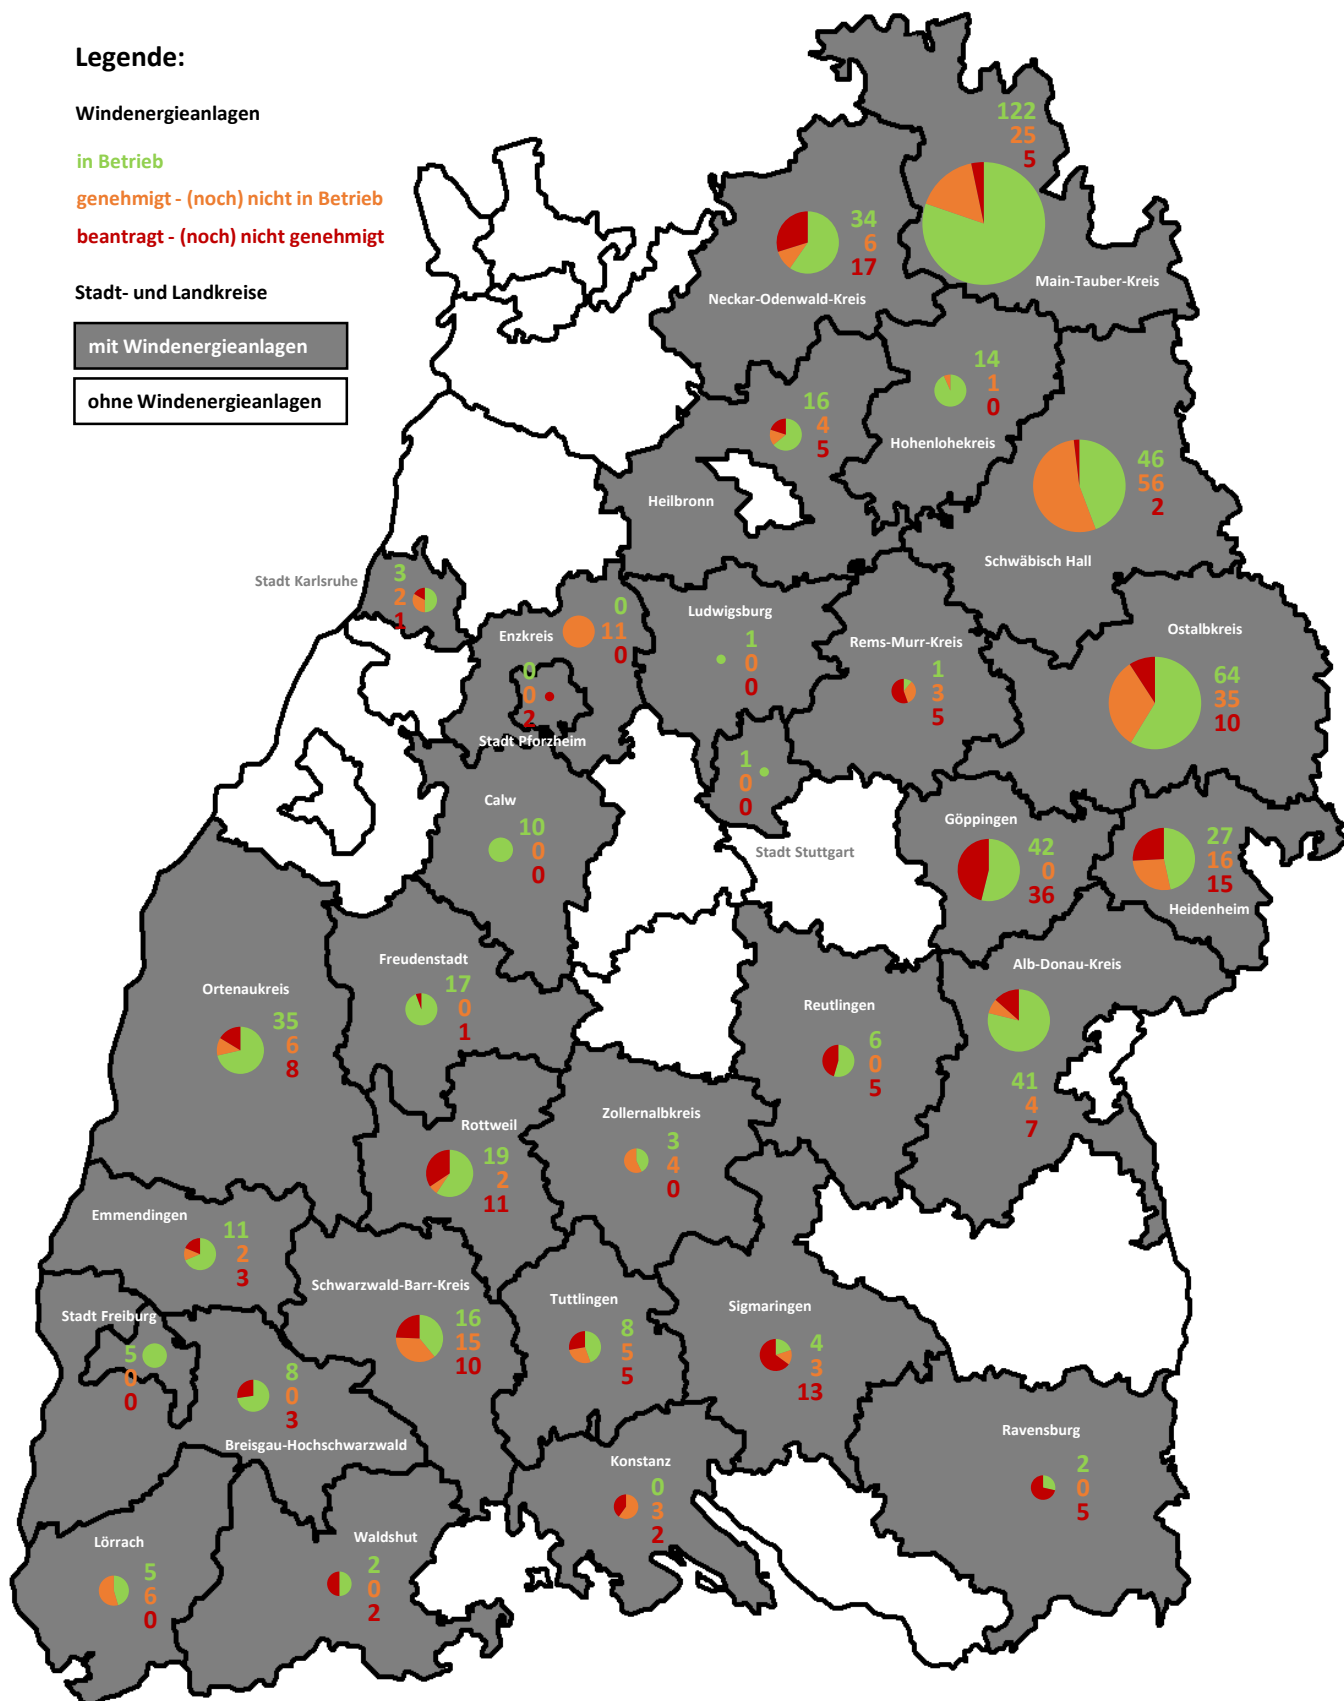 Legende:
Windenergieanlagen
in Betrieb
genehmigt - (noch) nicht in Betrieb
beantragt - (noch) nicht genehmigt
Stadt- und Landkreise
mit Windenergieanlagen
ohne Windenergieanlagen
122
25
5
Main-Tauber-Kreis
34
6
17
Neckar-Odenwald-Kreis
14
1
0
Hohenlohekreis
16
4
5
Heilbronn
46
56
2
Schwäbisch Hall
Stadt Karlsruhe
3
2
1
Enzkreis
0
11
0
0
0
2
Stadt Pforzheim
Ludwigsburg
1
0
0
Rems-Murr-Kreis
1
3
5
Ostalbkreis
64
35
10
1
0
0
Stadt Stuttgart
Calw
10
0
0
Göppingen
42
0
36
27
16
15
Heidenheim
Freudenstadt
17
0
1
Ortenaukreis
35
6
8
Reutlingen
6
0
5
Alb-Donau-Kreis
41
4
7
Rottweil
19
2
11
Zollernalbkreis
3
4
0
Emmendingen
11
2
3
Stadt Freiburg
5
0
0
8
0
3
Breisgau-Hochschwarzwald
Schwarzwald-Barr-Kreis
16
15
10
Tuttlingen
8
5
5
Sigmaringen
4
3
13
Ravensburg
2
0
5
Konstanz
0
3
2
Lörrach
5
6
0
Waldshut
2
0
2